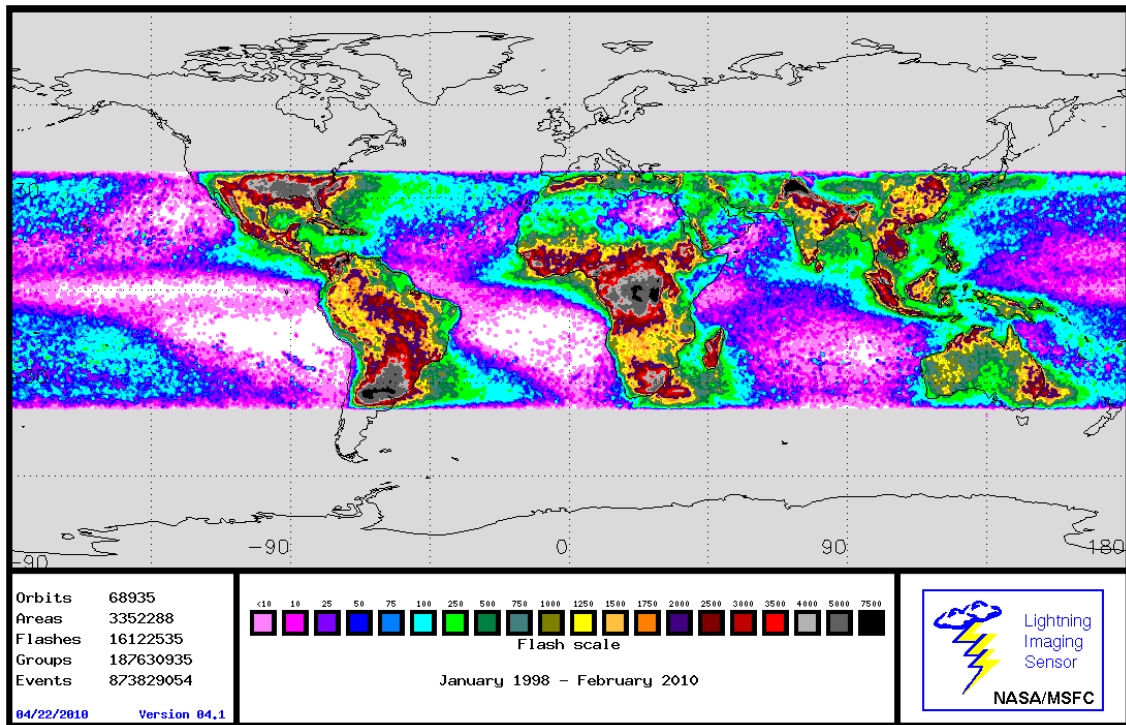 30
-90
-90
0
90
180
Orbits 68935
Areas 3352288
Flashes 16122535
Groups 187630935
Events 873829054
04/22/2010 Version 04.1
<10 10 25 50 75 100 250 500 750 1000 1250 1500 1750 2000 2500 3000 3500 4000 5000 7500
Flash scale
January 1998 - February 2010
Lightning
Imaging
Sensor
NASA/MSFC